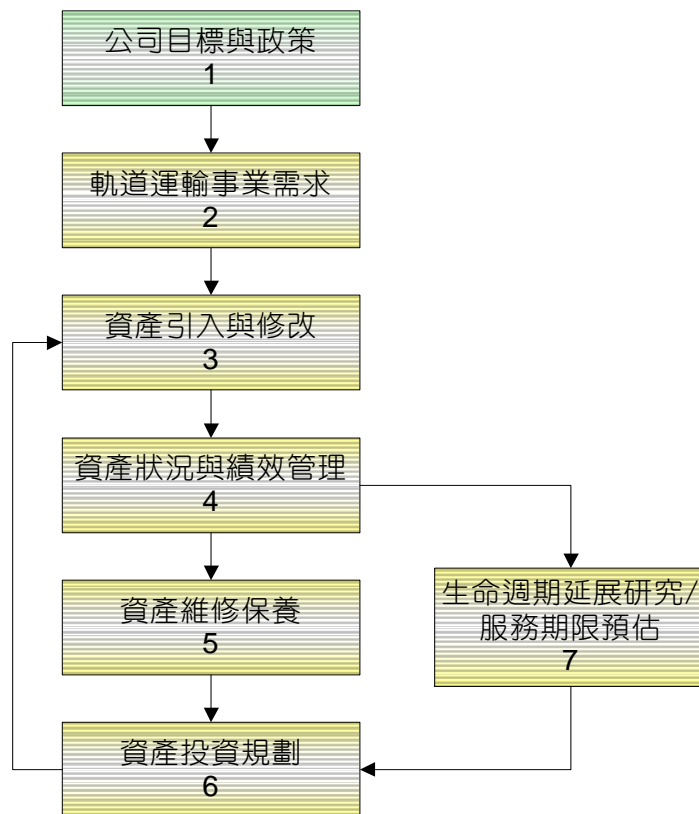 公司目標與政策
1
軌道運輸事業需求
2
資產引入與修改
3
資產狀況與績效管理
4
資產維修保養
5
生命週期延展研究/
服務期限預估
7
資產投資規劃
6